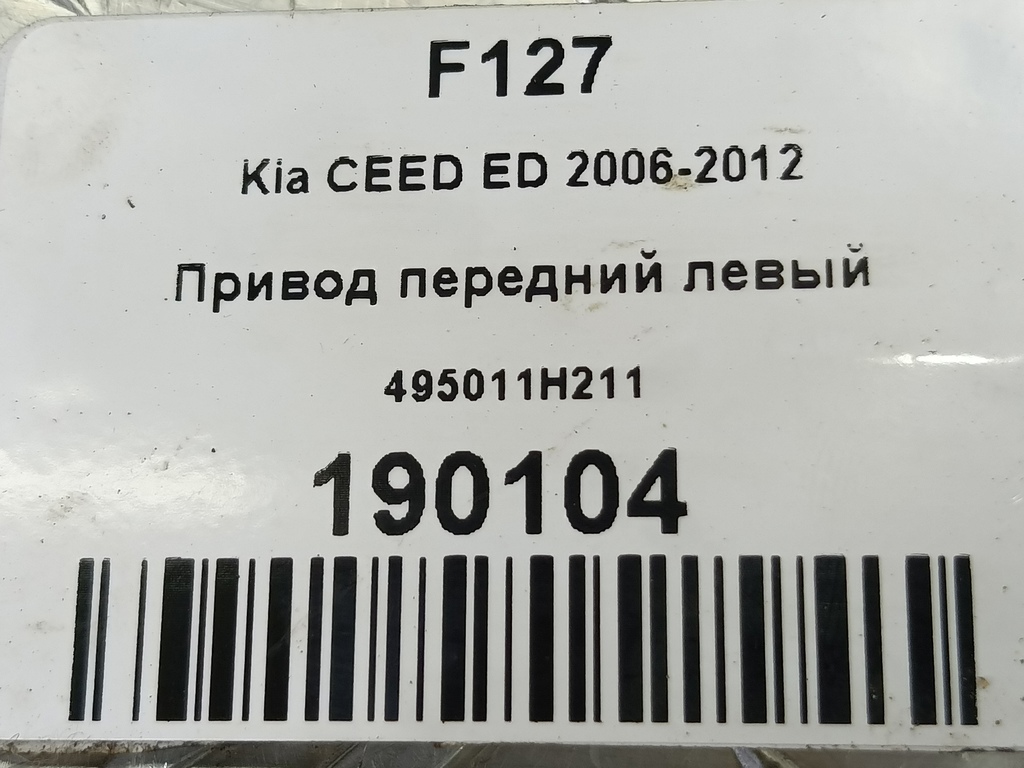 F127
Kia CEED ED 2006-2012
Привод передний левый
495011H211
190104